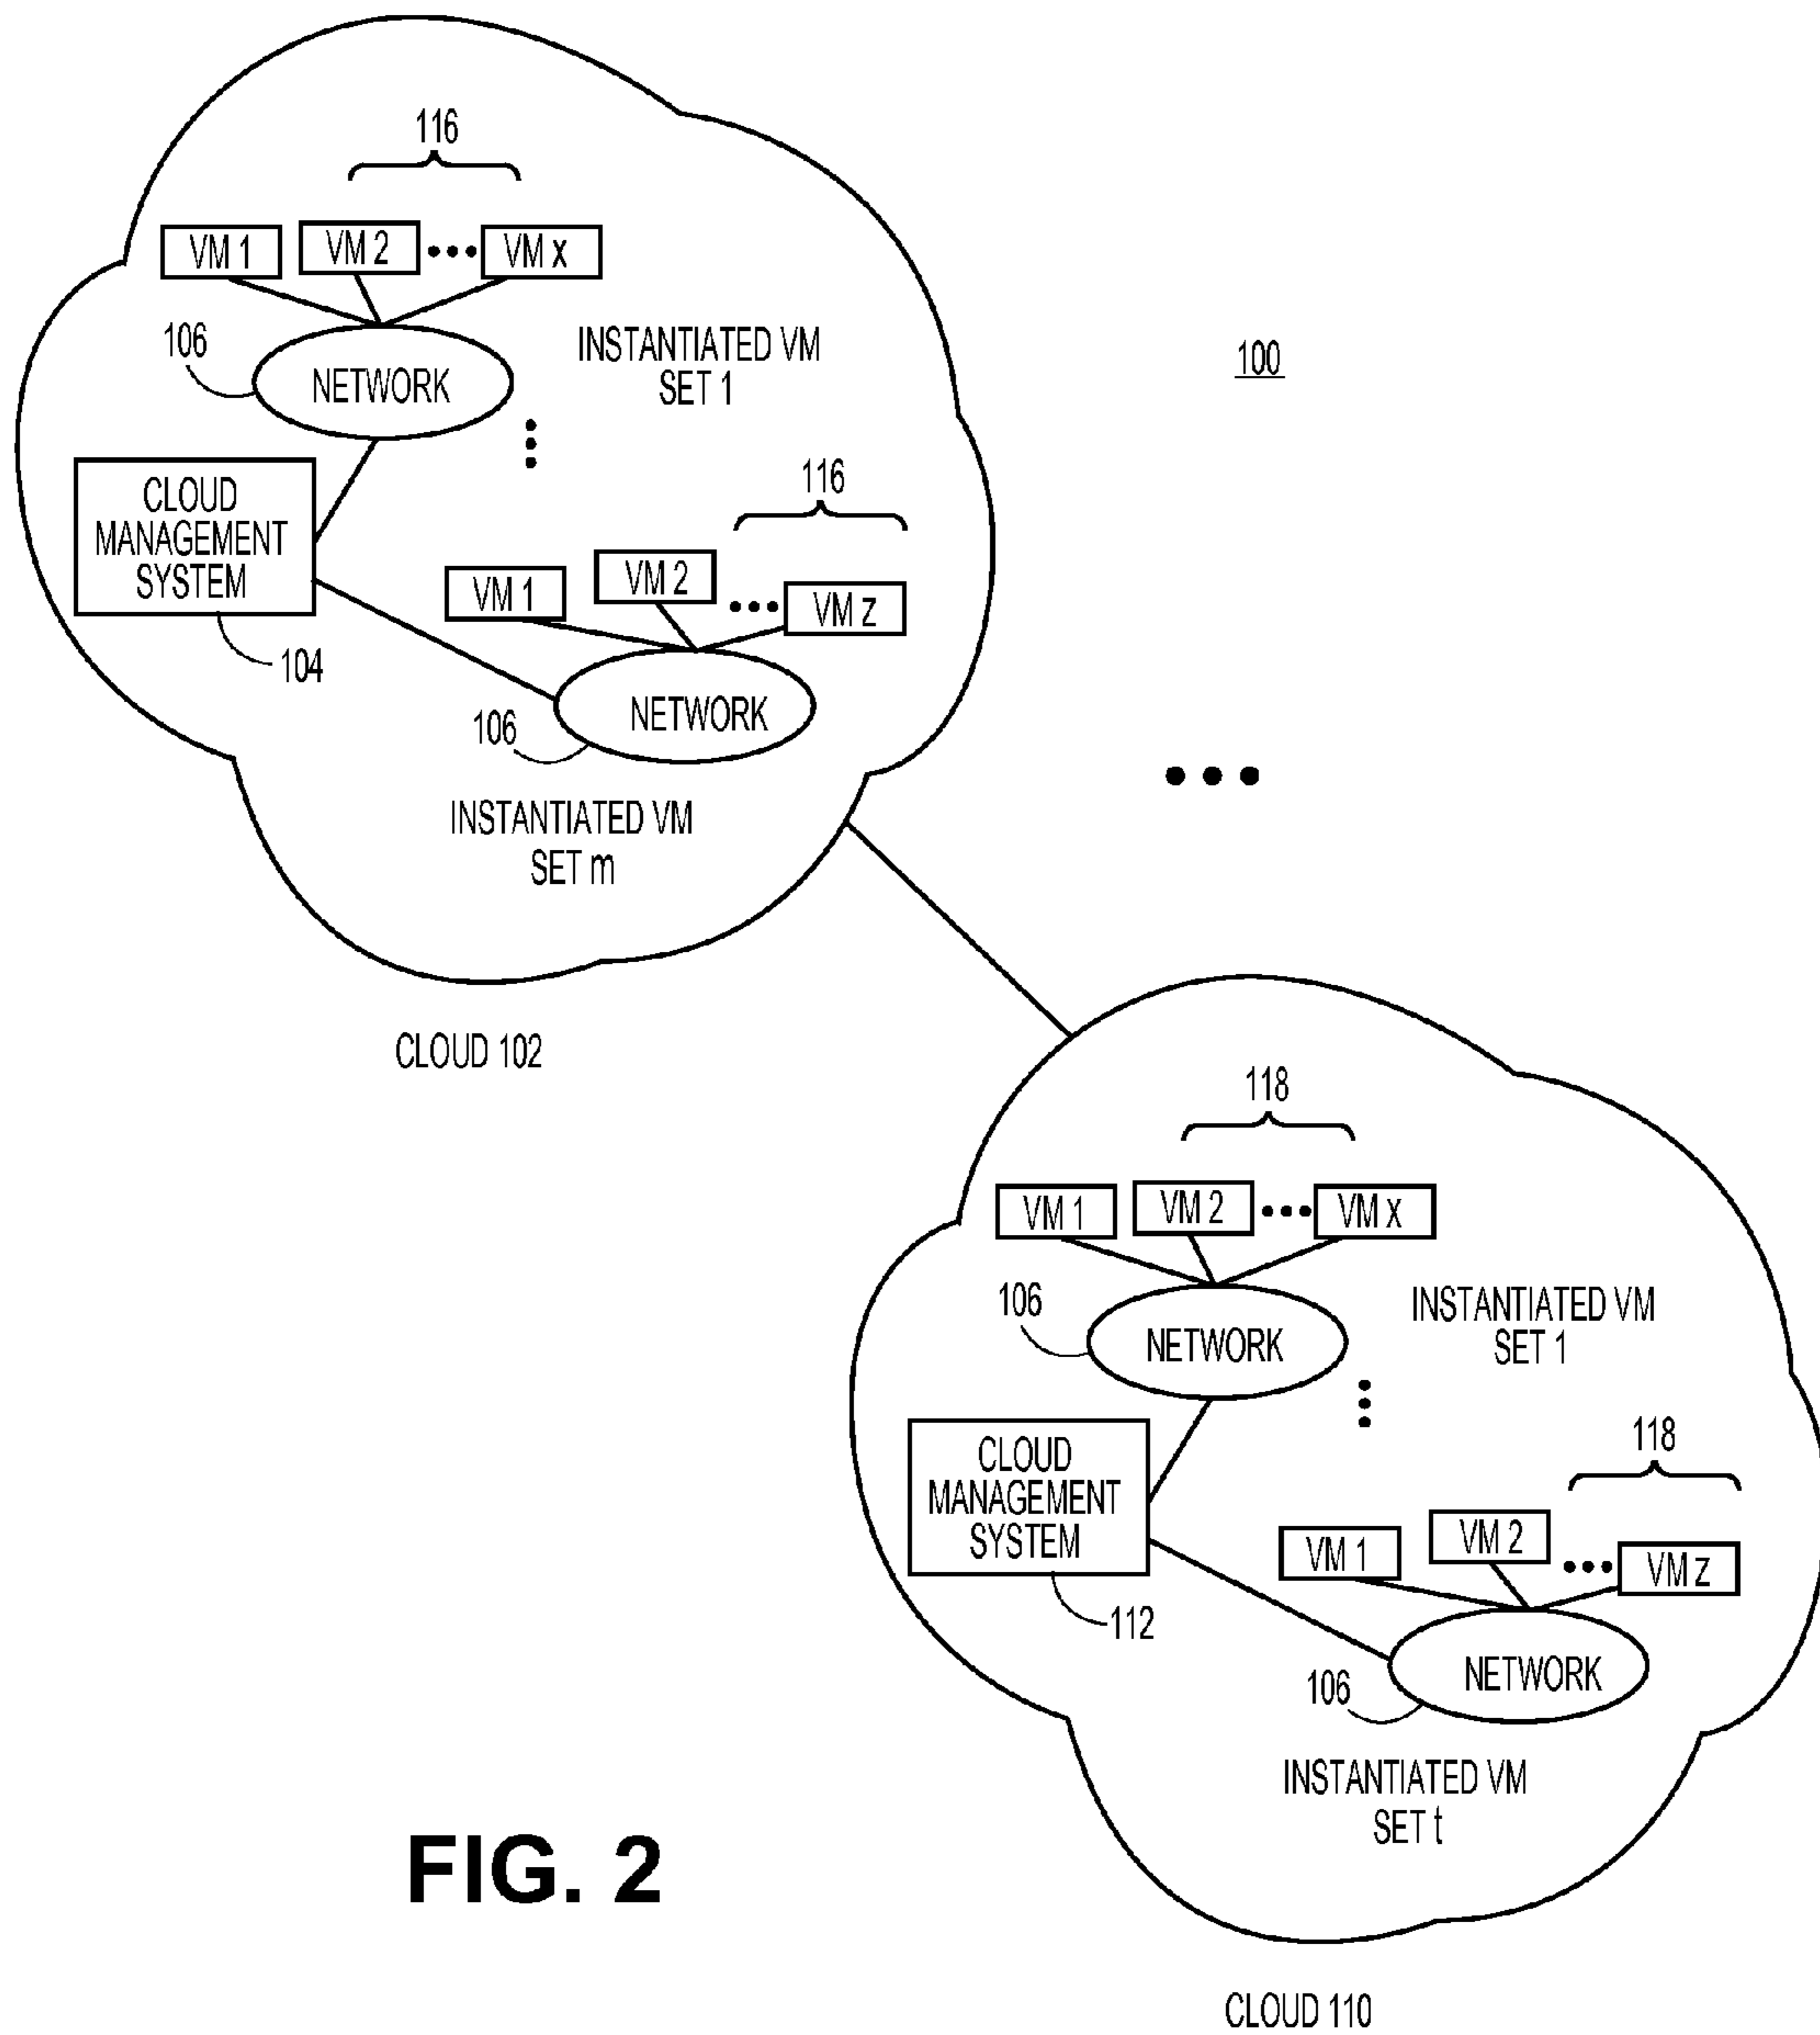 116
VM 1
VM 2
VM x
106
NETWORK
INSTANTIATED VM
SET 1
100
CLOUD
MANAGEMENT
SYSTEM
104
116
VM 1
VM 2
VM z
NETWORK
106
INSTANTIATED VM
SET m
CLOUD 102
118
VM 1
VM 2
VM x
106
NETWORK
INSTANTIATED VM
SET 1
CLOUD
MANAGEMENT
SYSTEM
112
118
VM 1
VM 2
VM z
NETWORK
106
INSTANTIATED VM
SET t
FIG. 2
CLOUD 110